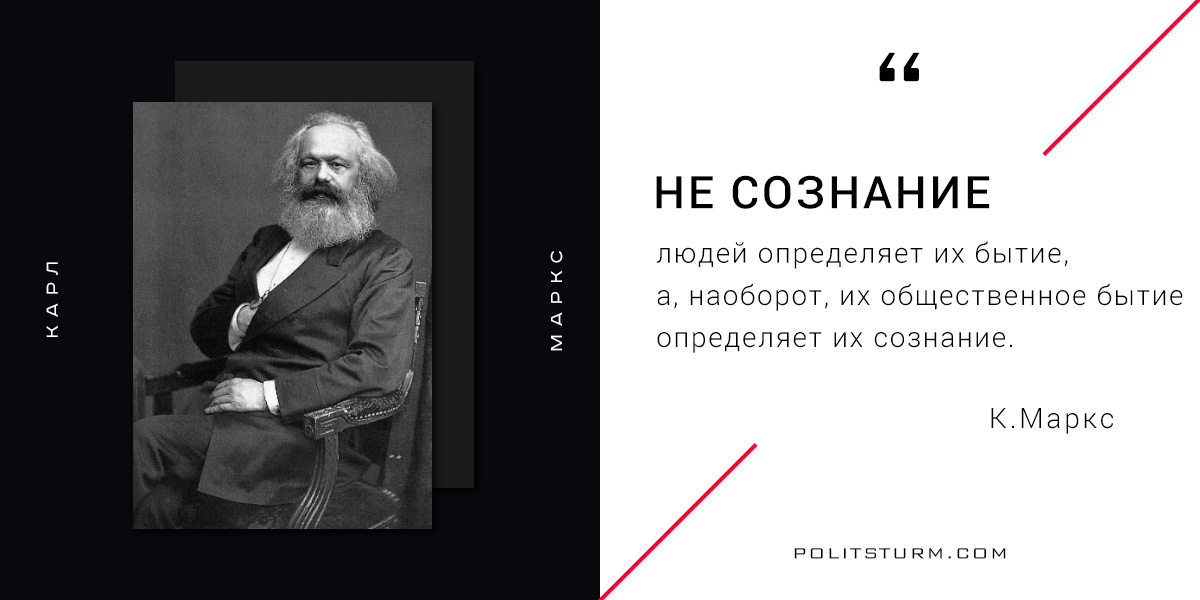 КАРЛ
МАРКС
“
НЕ СОЗНАНИЕ
людей определяет их бытие,
а, наоборот, их общественное бытие
определяет их сознание.
К.Маркс
POLITSTURM.COM